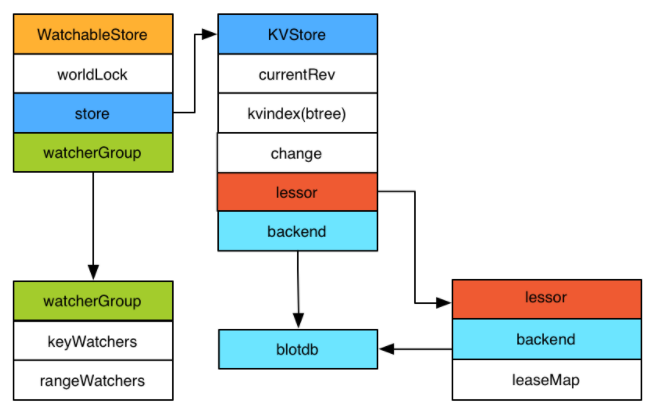 WatchableStore
worldLock
store
watcherGroup
KVStore
currentRev
kvindex(btree)
change
lessor
backend
watcherGroup
keyWatchers
rangeWatchers
blotdb
lessor
backend
leaseMap